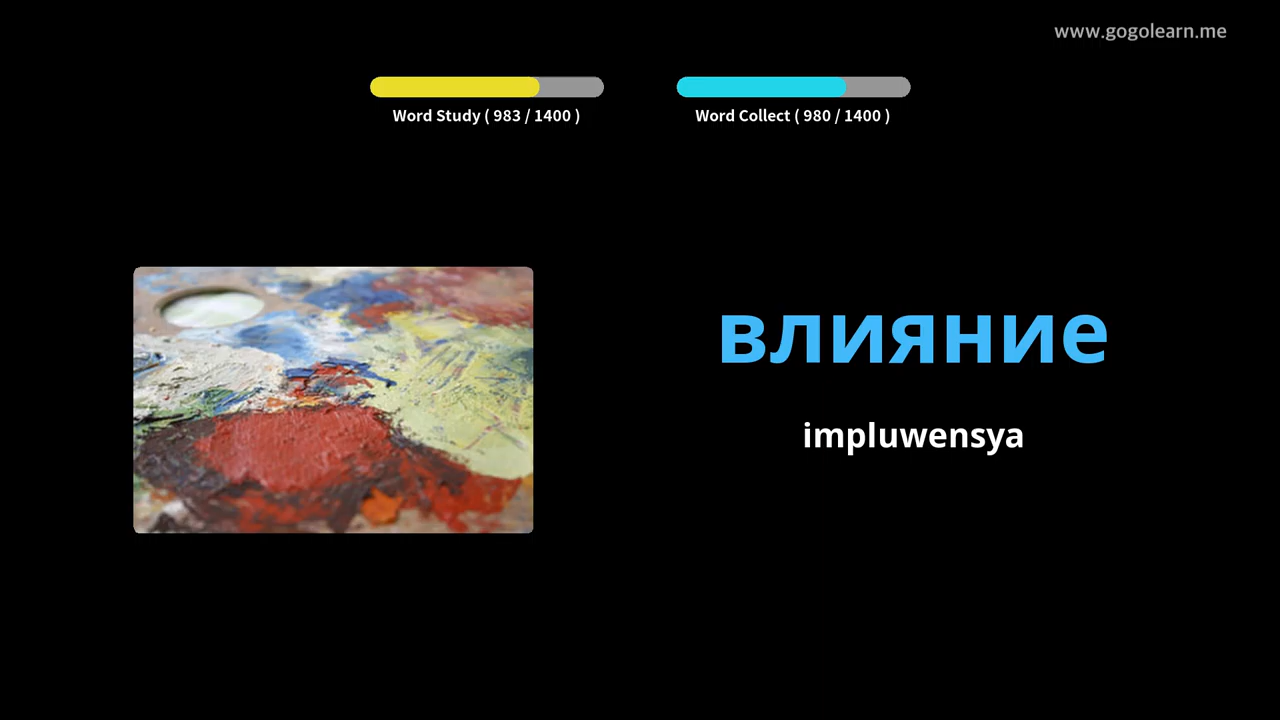 www.gogolearn.me
Word Study ( 983 / 1400 )
Word Collect ( 980 / 1400 )
влияние
impluwensya